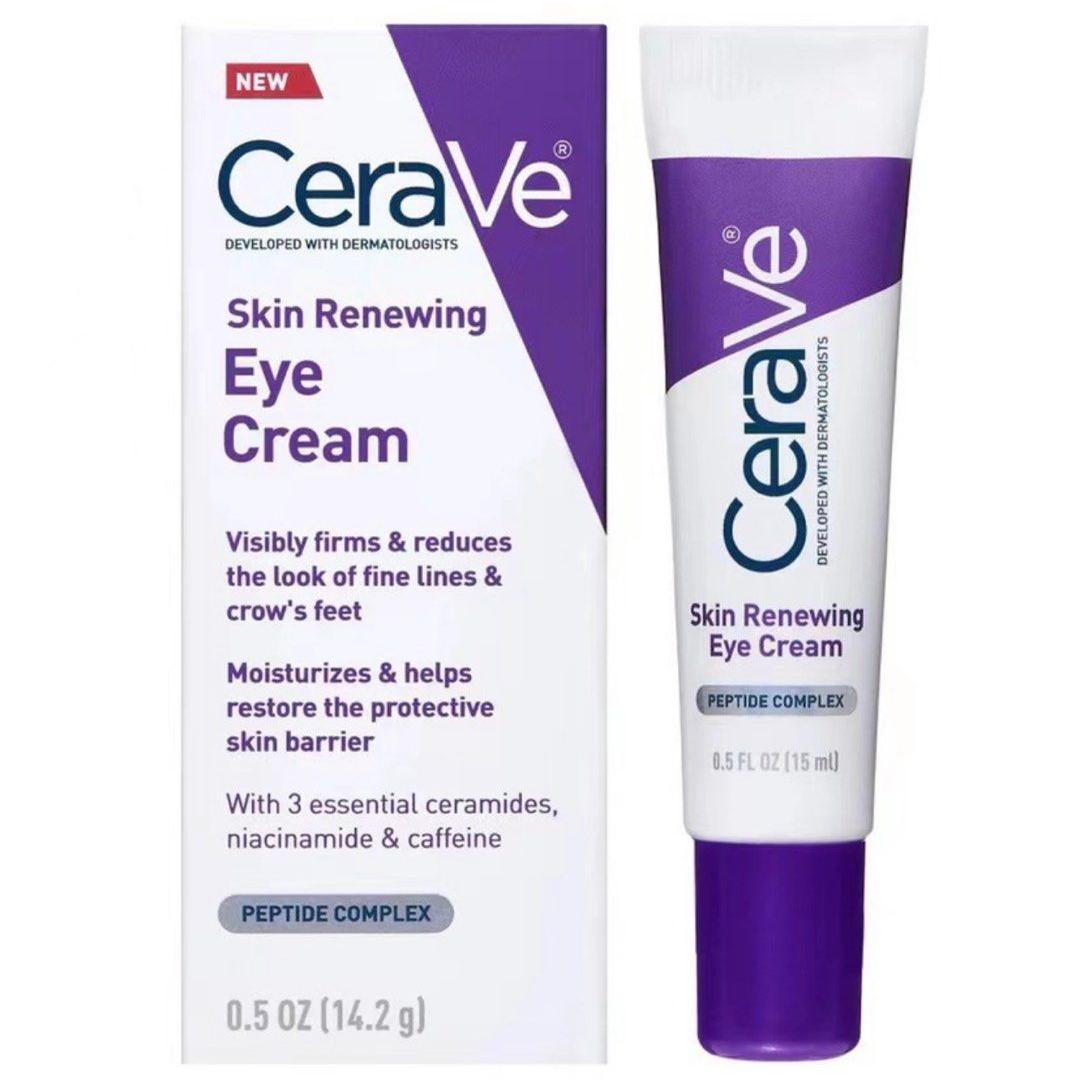 NEW
CeraVe®
DEVELOPED WITH DERMATOLOGISTS
Skin Renewing
Eye
Cream
Visibly firms & reduces
the look of fine lines &
crow's feet
Moisturizes & helps
restore the protective
skin barrier
With 3 essential ceramides,
niacinamide & caffeine
PEPTIDE COMPLEX
0.5 OZ (14.2 g)
CeraVe®
DEVELOPED WITH DERMATOLOGISTS
Skin Renewing
Eye Cream
PEPTIDE COMPLEX
0.5 FL OZ (15 ml)